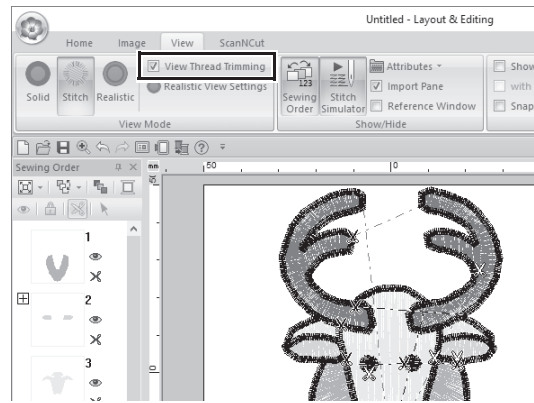 Untitled - Layout & Editing
Home Image View ScanNCut
View Thread Trimming
Realistic View Settings
Solid Stitch Realistic
View Mode
Sewing Order
Stitch Simulator
Attributes
Import Pane
Reference Window
Show/Hide
Show
with
Snap
Sewing Order
mm
50
0
1
2
3
0